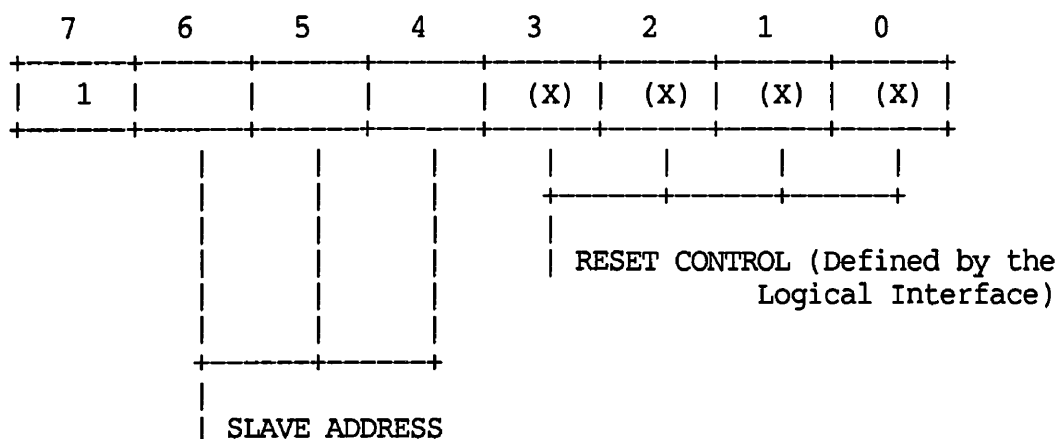 7 6 5 4 3 2 1 0
1 (X) (X) (X) (X)
RESET CONTROL (Defined by the
Logical Interface)
SLAVE ADDRESS